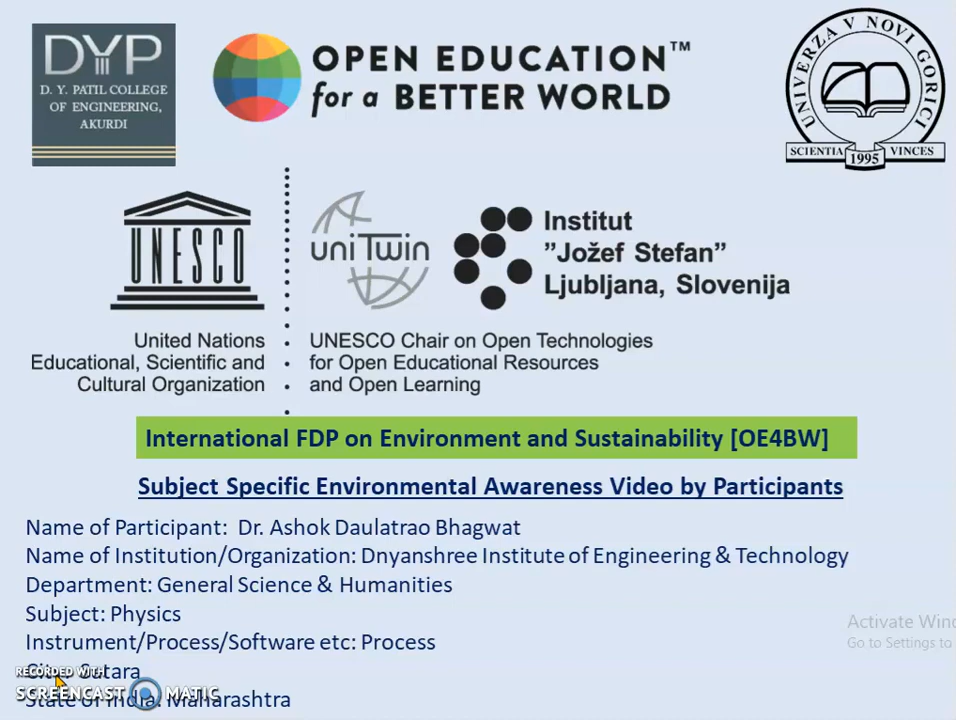 DYP
D. Y. PATIL COLLEGE
OF ENGINEERING,
AKURDI
OPEN EDUCATION™
for a BETTER WORLD
UNIVERZA V NOVI GORICI
SCIENTIA 1995 VINCES
UNESCO
uniTwin
Institut
”Jožef Stefan”
Ljubljana, Slovenija
United Nations
Educational, Scientific and
Cultural Organization
UNESCO Chair on Open Technologies
for Open Educational Resources
and Open Learning
International FDP on Environment and Sustainability [OE4BW]
Subject Specific Environmental Awareness Video by Participants
Name of Participant: Dr. Ashok Daulatrao Bhagwat
Name of Institution/Organization: Dnyanshree Institute of Engineering & Technology
Department: General Science & Humanities
Subject: Physics
Instrument/Process/Software etc: Process
City: Satara
State of India: Maharashtra
Activate Wind
Go to Settings to
RECORDED WITH
SCREENCAST MATIC